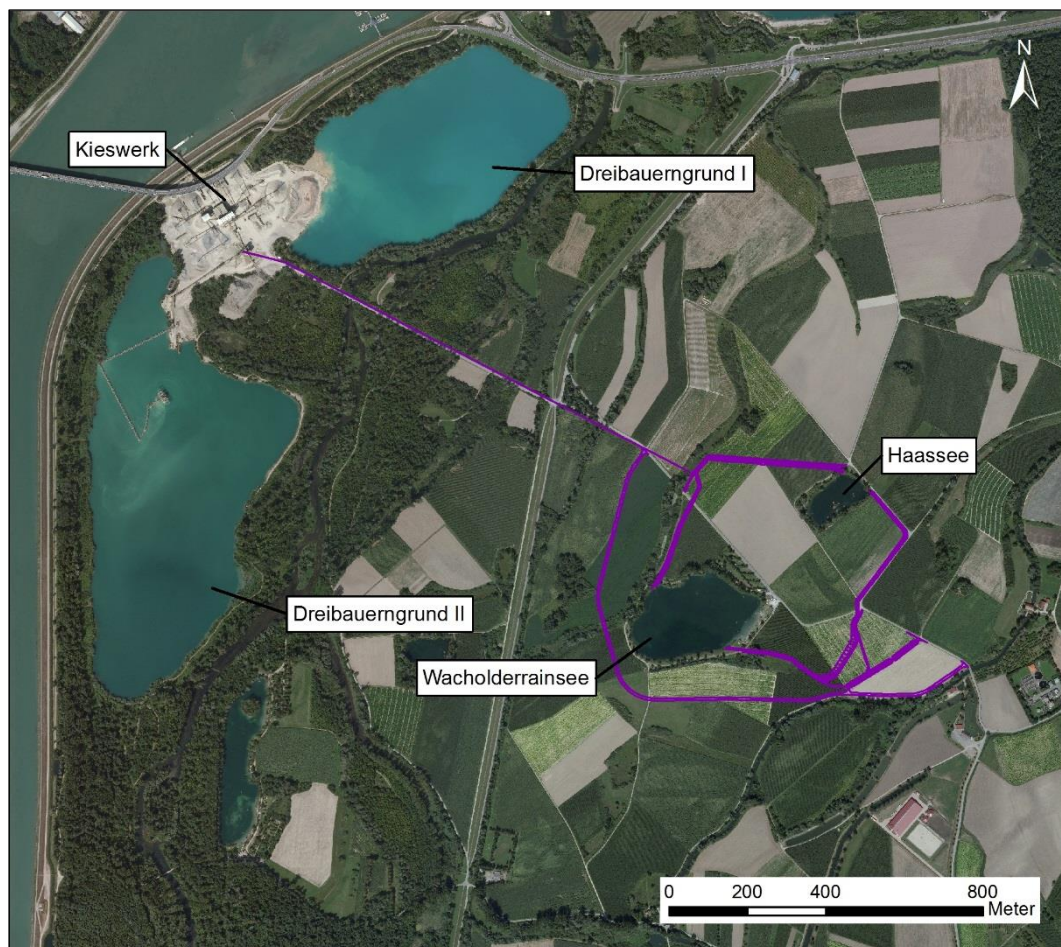 N
Kieswerk
Dreibauerngrund I
Haassee
Dreibauerngrund II
Wacholderrainsee
0 200 400 800
Meter